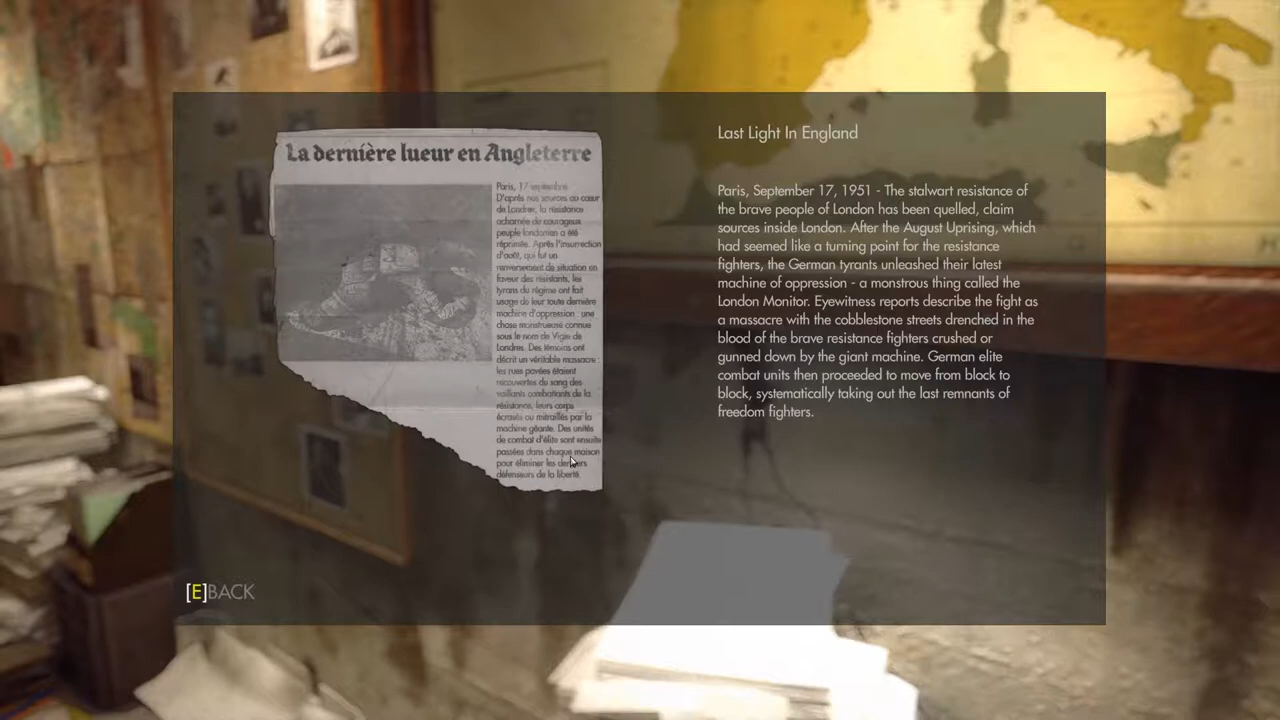 La dernière lueur en Angleterre
Paris, 17 septembre
D'après nos sources au cœur
de Londres, la résistance
acharnée du courageux
peuple londonien a été
réprimée. Après l'insurrection
d'août, qui fut un
renversement de situation en
faveur des résistants, les
tyrans du régime ont fait
usage de leur toute dernière
machine d'oppression : une
chose monstrueuse connue
sous le nom de Vigie de
Londres. Des témoins ont
décrit un véritable massacre :
les rues pavées étaient
recouvertes du sang des
vaillants combattants de la
résistance, leurs corps
écrasés ou mitraillés par la
machine géante. Des unités
de combat d'élite sont ensuite
passées dans chaque maison
pour éliminer les derniers
défenseurs de la liberté.
Last Light In England
Paris, September 17, 1951 - The stalwart resistance of
the brave people of London has been quelled, claim
sources inside London. After the August Uprising, which
had seemed like a turning point for the resistance
fighters, the German tyrants unleashed their latest
machine of oppression - a monstrous thing called the
London Monitor. Eyewitness reports describe the fight as
a massacre with the cobblestone streets drenched in the
blood of the brave resistance fighters crushed or
gunned down by the giant machine. German elite
combat units then proceeded to move from block to
block, systematically taking out the last remnants of
freedom fighters.
[E]BACK